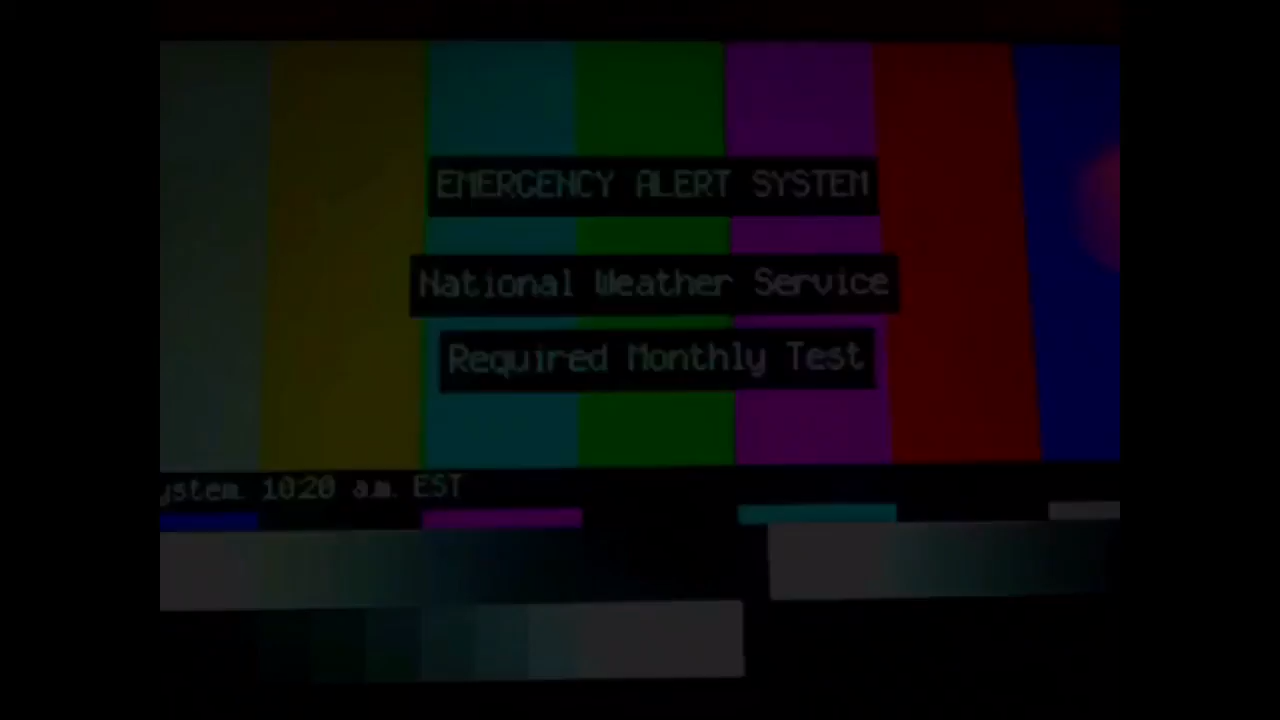 EMERGENCY ALERT SYSTEM
National Weather Service
Required Monthly Test
ystem. 10:20 a.m. EST